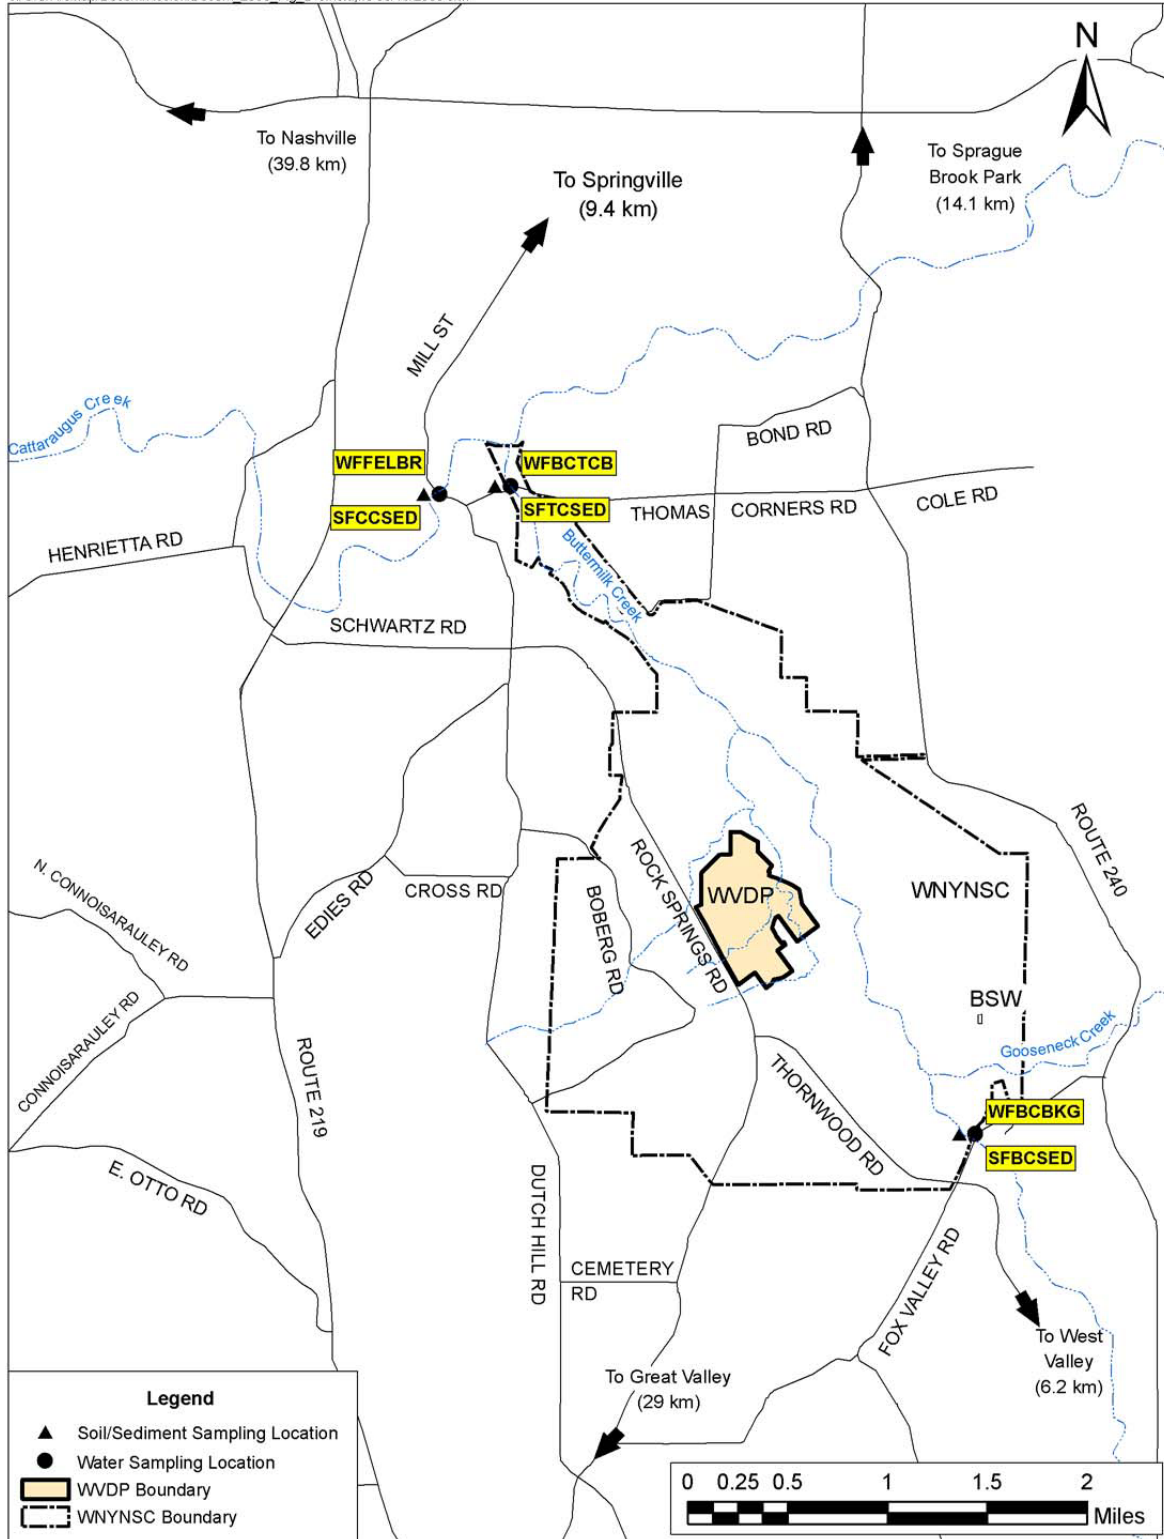 N
To Nashville
(39.8 km)
To Springville
(9.4 km)
To Sprague
Brook Park
(14.1 km)
MILL ST
Cattaraugus Creek
BOND RD
WFFELBR
WFBCTCB
SFCCSED
SFTCSED
THOMAS CORNERS RD
COLE RD
HENRIETTA RD
Buttermilk Creek
SCHWARTZ RD
ROUTE 240
N. CONNOISARAULEY RD
EDIES RD
CROSS RD
BOBERG RD
ROCK SPRINGS RD
WVDP
WNYNSC
CONNOISARAULEY RD
BSW
Gooseneck Creek
ROUTE 219
THORNWOOD RD
WFBCBKG
SFBCSED
E. OTTO RD
DUTCH HILL RD
CEMETERY
RD
FOX VALLEY RD
To West
Valley
(6.2 km)
To Great Valley
(29 km)
Legend
Soil/Sediment Sampling Location
Water Sampling Location
WVDP Boundary
WNYNSC Boundary
0 0.25 0.5 1 1.5 2
Miles